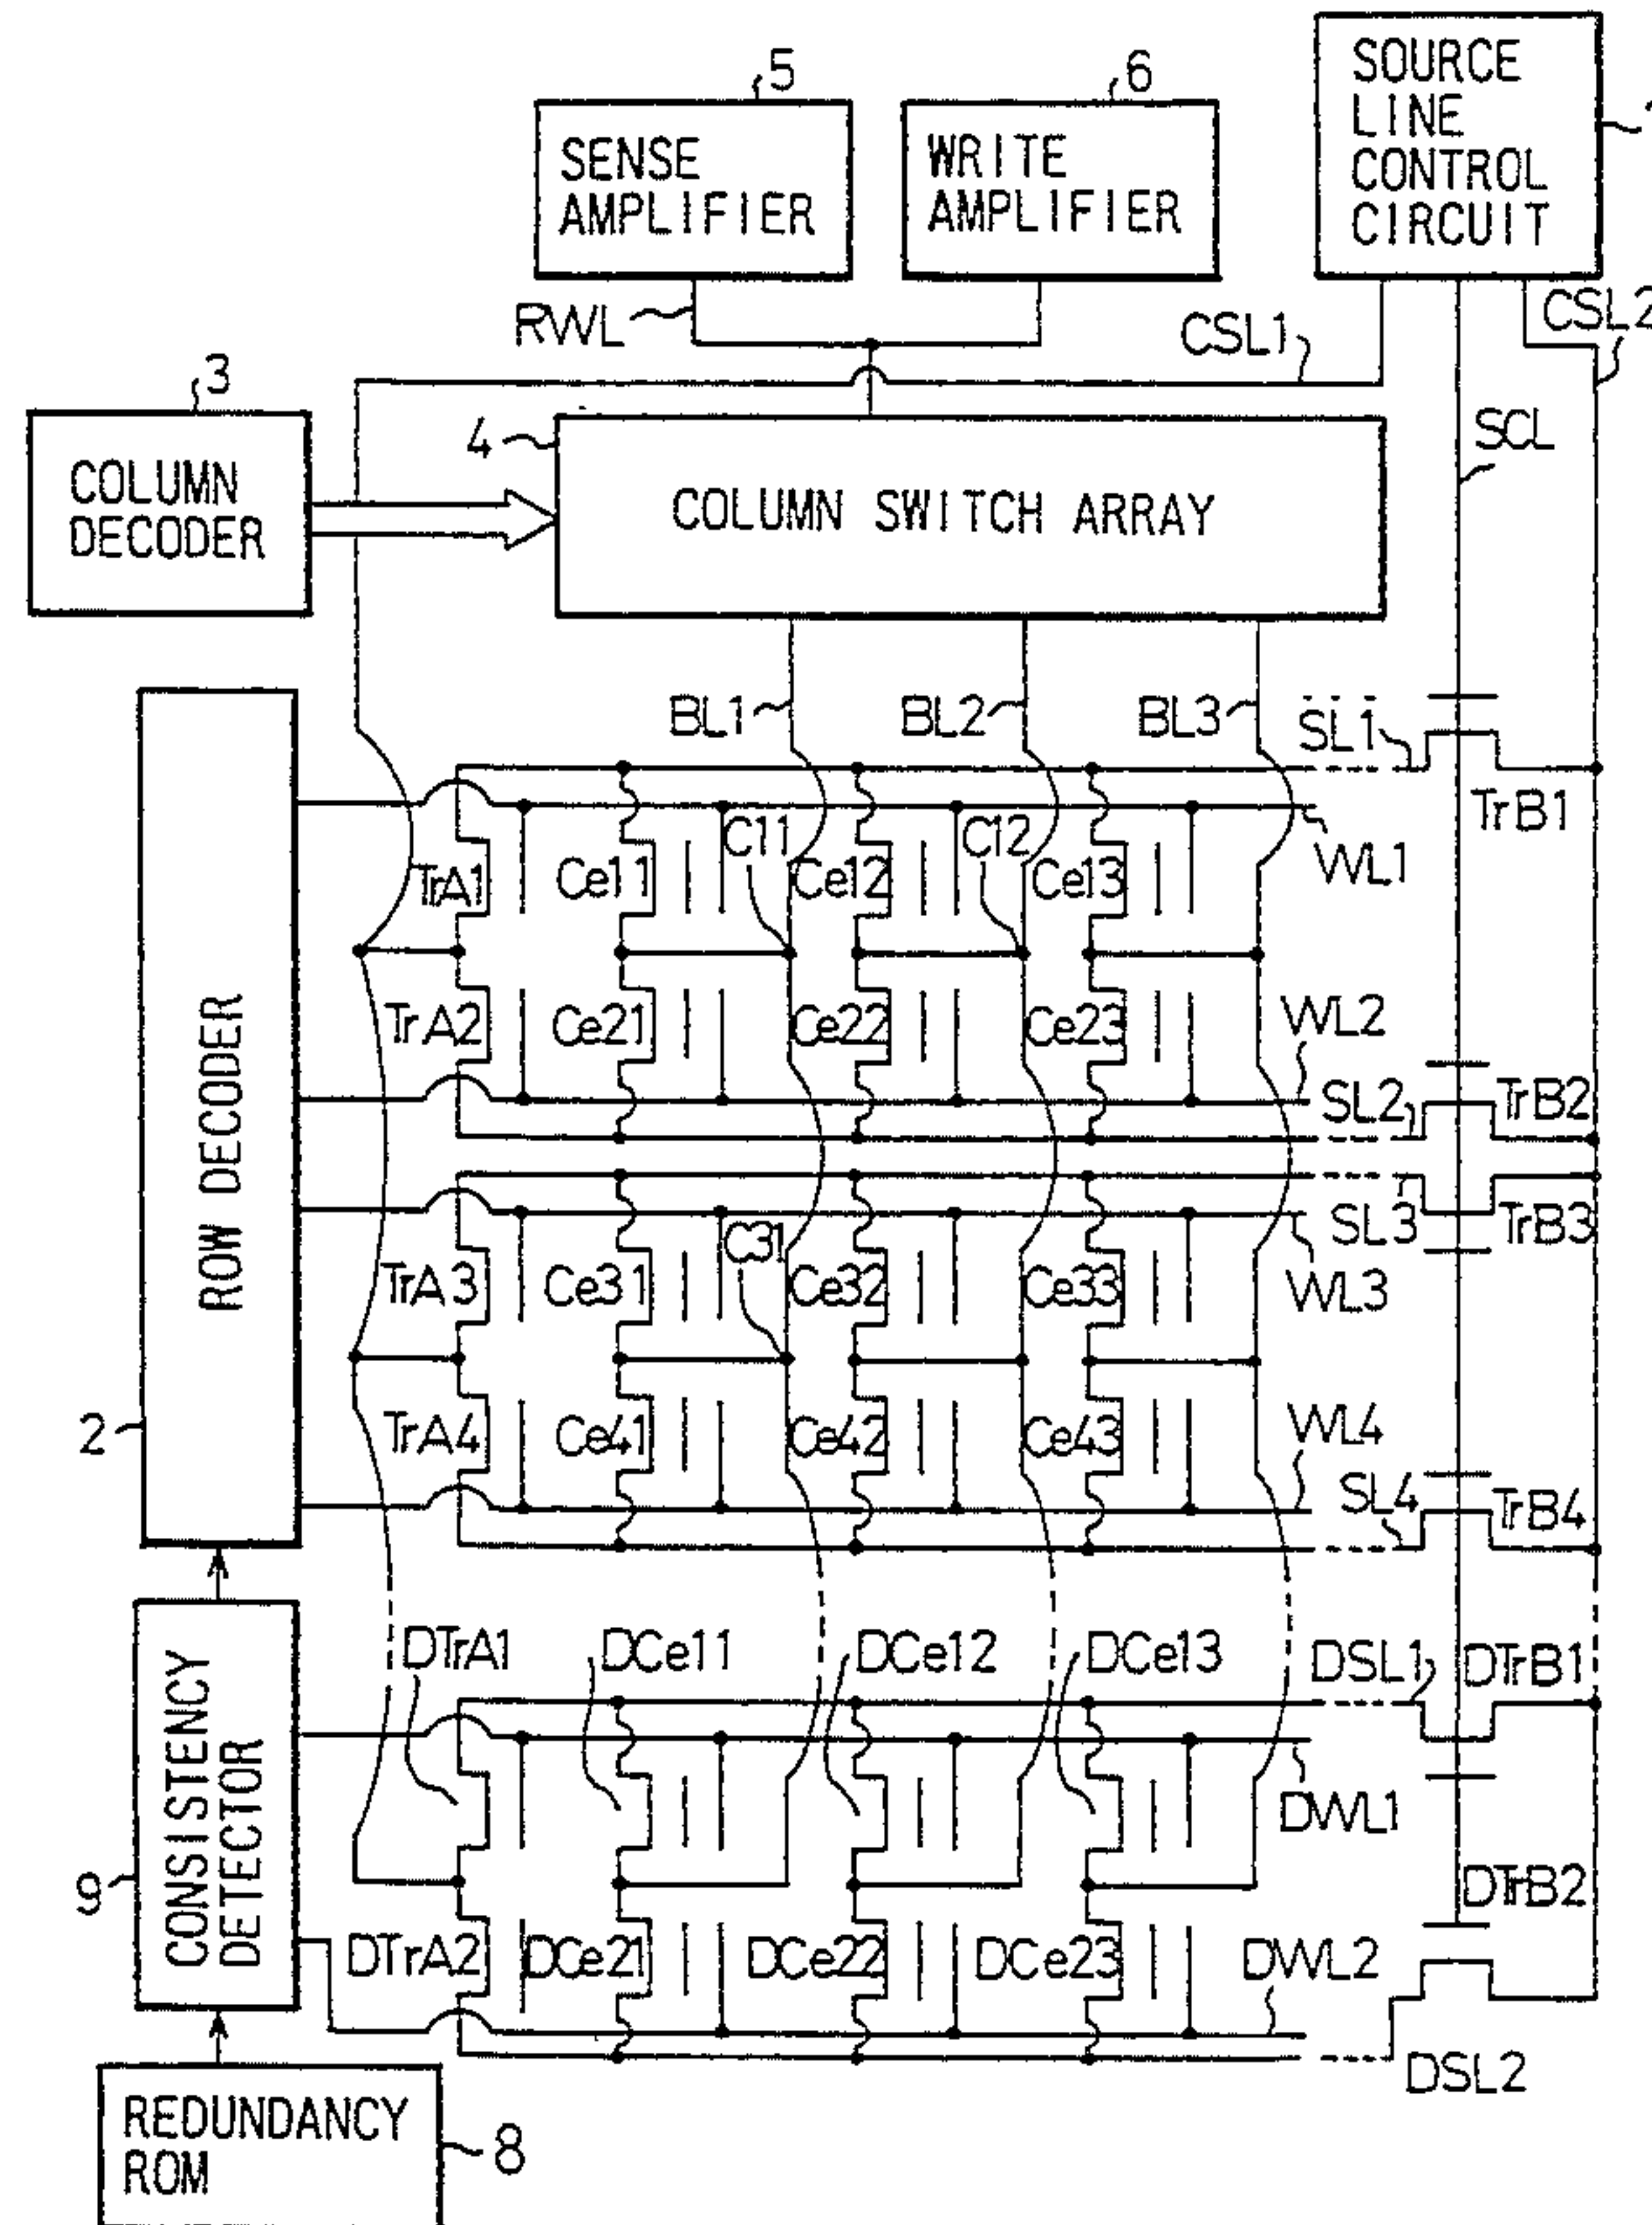 5
6
SENSE
AMPLIFIER
WRITE
AMPLIFIER
SOURCE
LINE
CONTROL
CIRCUIT
RWL
CSL1
CSL2
SCL
3
COLUMN
DECODER
4
COLUMN SWITCH ARRAY
BL1
BL2
BL3
SL1
TrB1
WL1
C11
C12
TrA1
Ce11
Ce12
Ce13
TrA2
Ce21
Ce22
Ce23
WL2
SL2
TrB2
ROW DECODER
2
SL3
TrB3
C31
WL3
TrA3
Ce31
Ce32
Ce33
TrA4
Ce41
Ce42
Ce43
WL4
SL4
TrB4
DTrA1
DCe11
DCe12
DCe13
DSL1
DTrB1
CONSISTENCY
DETECTOR
9
DWL1
DTrB2
DTrA2
DCe21
DCe22
DCe23
DWL2
DSL2
REDUNDANCY
ROM
8